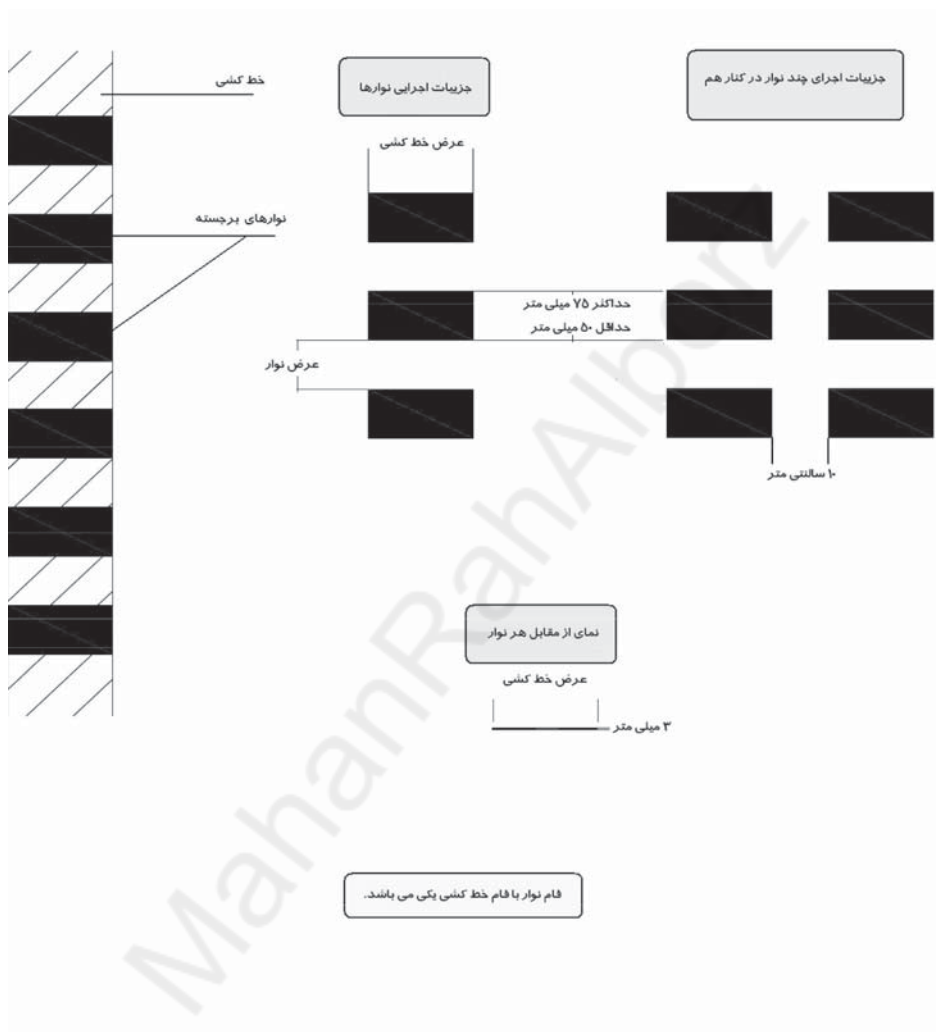 جزییات اجرای چند نوار در کنار هم
جزییات اجرایی نوارها
خط کشی
عرض خط کشی
نوارهای برجسته
حداکثر ۷۵ میلی متر
حداقل ۵۰ میلی متر
عرض نوار
۱۰ سالنتی متر
نمای از مقابل هر نوار
عرض خط کشی
۳ میلی متر
فام نوار با فام خط کشی یکی می باشد.
MahanRahAlborz